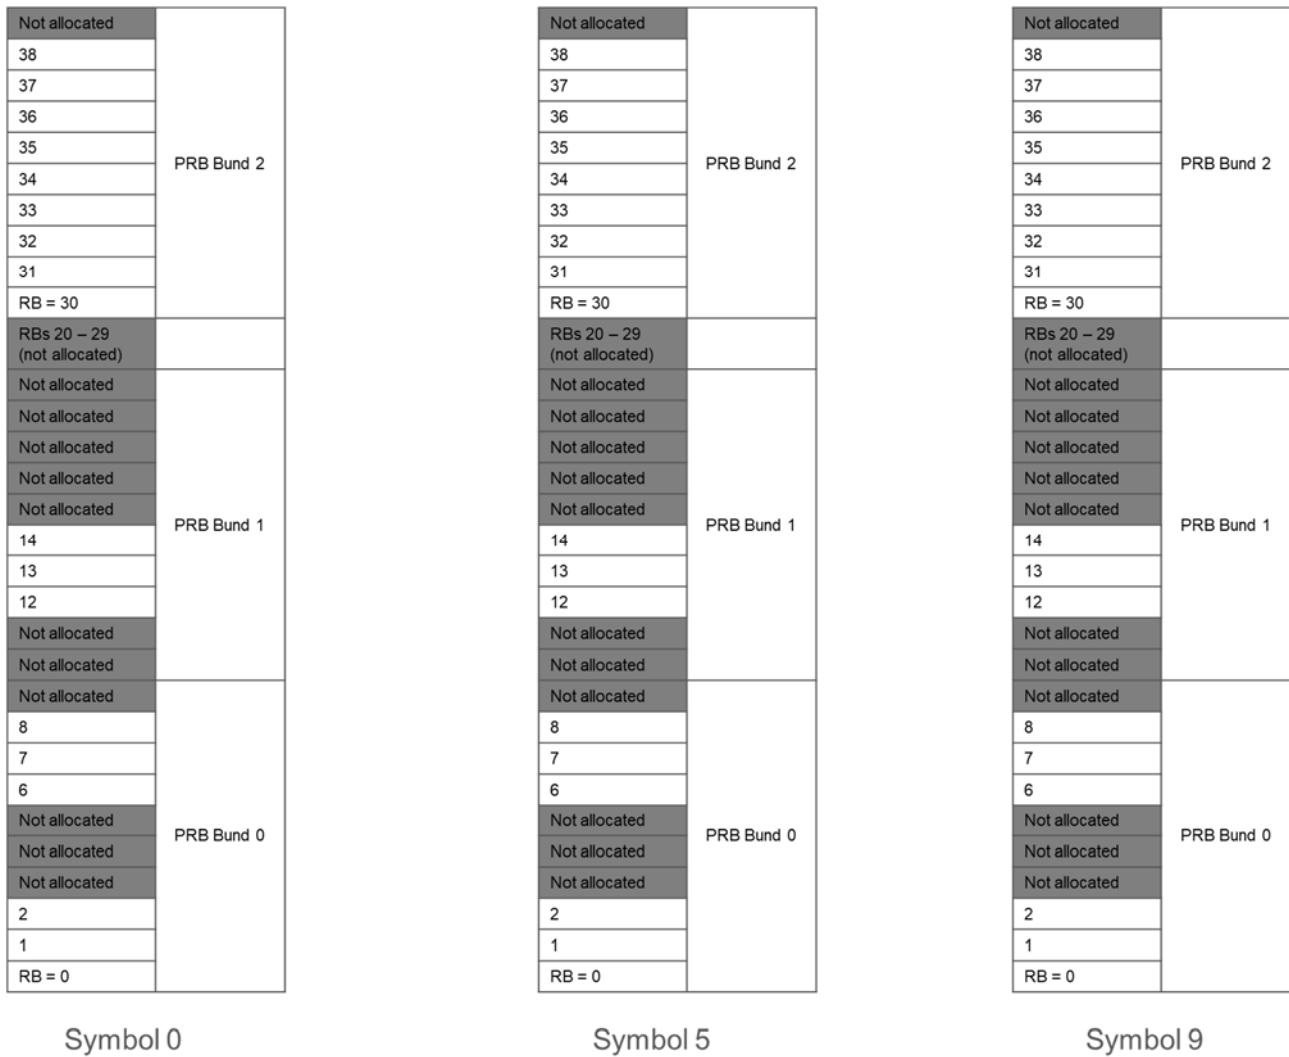 Not allocated
38
37
36
35
34
33
32
31
RB = 30
RBs 20 – 29
(not allocated)
Not allocated
Not allocated
Not allocated
Not allocated
Not allocated
14
13
12
Not allocated
Not allocated
Not allocated
8
7
6
Not allocated
Not allocated
Not allocated
2
1
RB = 0
PRB Bund 2
PRB Bund 1
PRB Bund 0
Symbol 0
Not allocated
38
37
36
35
34
33
32
31
RB = 30
RBs 20 – 29
(not allocated)
Not allocated
Not allocated
Not allocated
Not allocated
Not allocated
14
13
12
Not allocated
Not allocated
Not allocated
8
7
6
Not allocated
Not allocated
Not allocated
2
1
RB = 0
PRB Bund 2
PRB Bund 1
PRB Bund 0
Symbol 5
Not allocated
38
37
36
35
34
33
32
31
RB = 30
RBs 20 – 29
(not allocated)
Not allocated
Not allocated
Not allocated
Not allocated
Not allocated
14
13
12
Not allocated
Not allocated
Not allocated
8
7
6
Not allocated
Not allocated
Not allocated
2
1
RB = 0
PRB Bund 2
PRB Bund 1
PRB Bund 0
Symbol 9